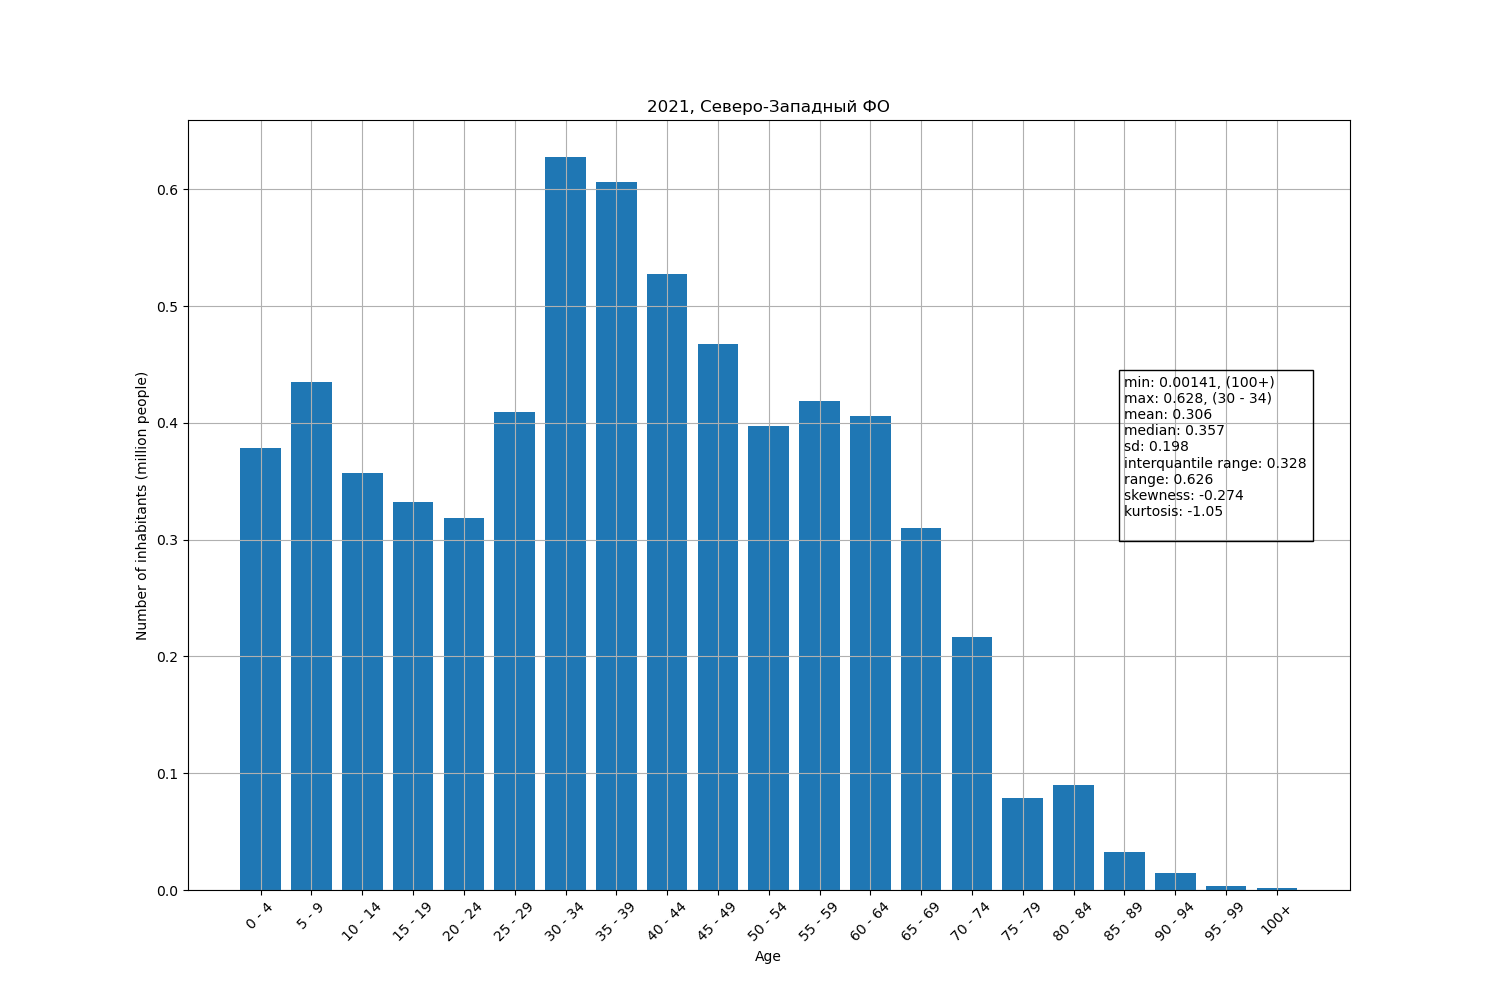 2021, Северо-Западный ФО
Number of inhabitants (million people)
0.6
0.5
0.4
0.3
0.2
0.1
0.0
min: 0.00141, (100+)
max: 0.628, (30 - 34)
mean: 0.306
median: 0.357
sd: 0.198
interquantile range: 0.328
range: 0.626
skewness: -0.274
kurtosis: -1.05
0 - 4
5 - 9
10 - 14
15 - 19
20 - 24
25 - 29
30 - 34
35 - 39
40 - 44
45 - 49
50 - 54
55 - 59
60 - 64
65 - 69
70 - 74
75 - 79
80 - 84
85 - 89
90 - 94
95 - 99
100+
Age